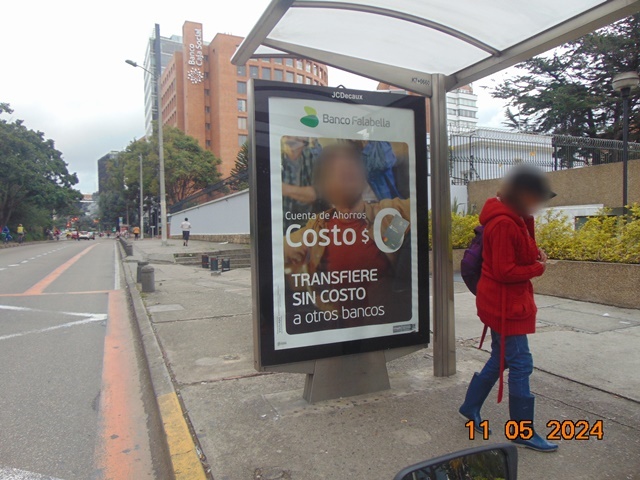 Banco
Caja Social
JCDecaux
Banco Falabella
Cuenta de Ahorros
Costo $0
TRANSFIERE
SIN COSTO
a otros bancos
11 05 2024